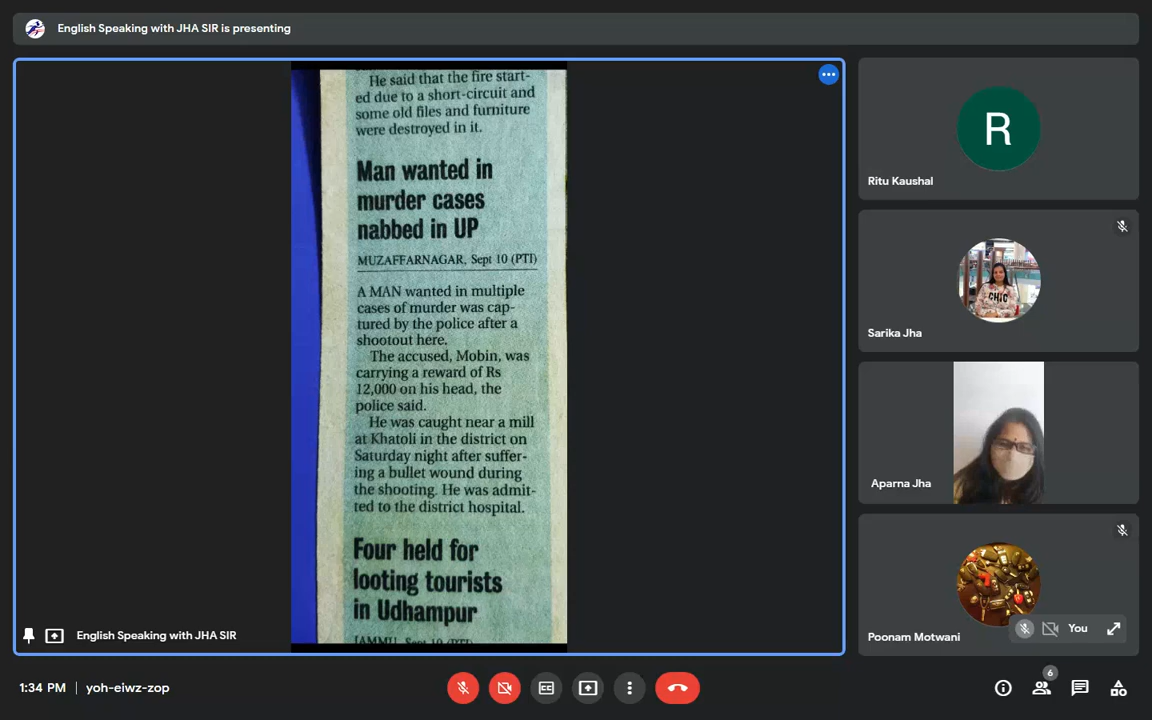 English Speaking with JHA SIR is presenting
He said that the fire start-
ed due to a short-circuit and
some old files and furniture
were destroyed in it.
Man wanted in
murder cases
nabbed in UP
MUZAFFARNAGAR, Sept 10 (PTI)
A MAN wanted in multiple
cases of murder was cap-
tured by the police after a
shootout here.
The accused, Mobin, was
carrying a reward of Rs
12,000 on his head, the
police said.
He was caught near a mill
at Khatoli in the district on
Saturday night after suffer-
ing a bullet wound during
the shooting. He was admit-
ted to the district hospital.
Four held for
looting tourists
in Udhampur
JAMMU, Sept 10 (PTI)
English Speaking with JHA SIR
R
Ritu Kaushal
CHIC
Sarika Jha
Aparna Jha
Poonam Motwani
You
1:34 PM | yoh-eiwz-zop
CC
6